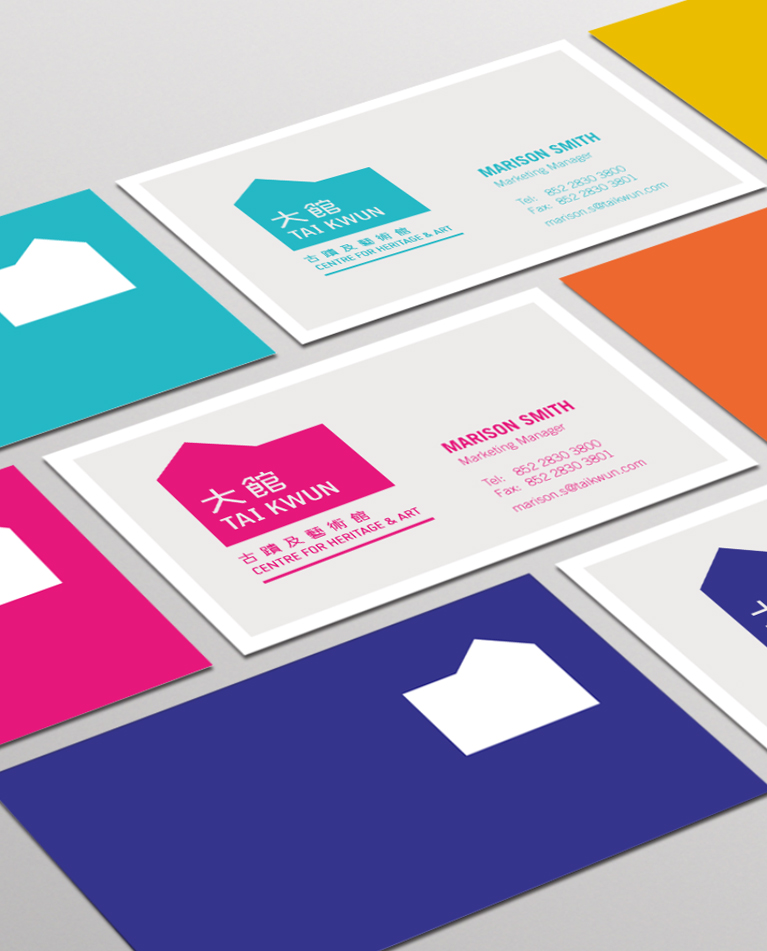 大館
TAI KWUN
古蹟及藝術館
CENTRE FOR HERITAGE & ART
MARISON SMITH
Marketing Manager
Tel: 852 2830 3800
Fax: 852 2830 3801
marison.s@taikwun.com
大館
TAI KWUN
古蹟及藝術館
CENTRE FOR HERITAGE & ART
MARISON SMITH
Marketing Manager
Tel: 852 2830 3800
Fax: 852 2830 3801
marison.s@taikwun.com